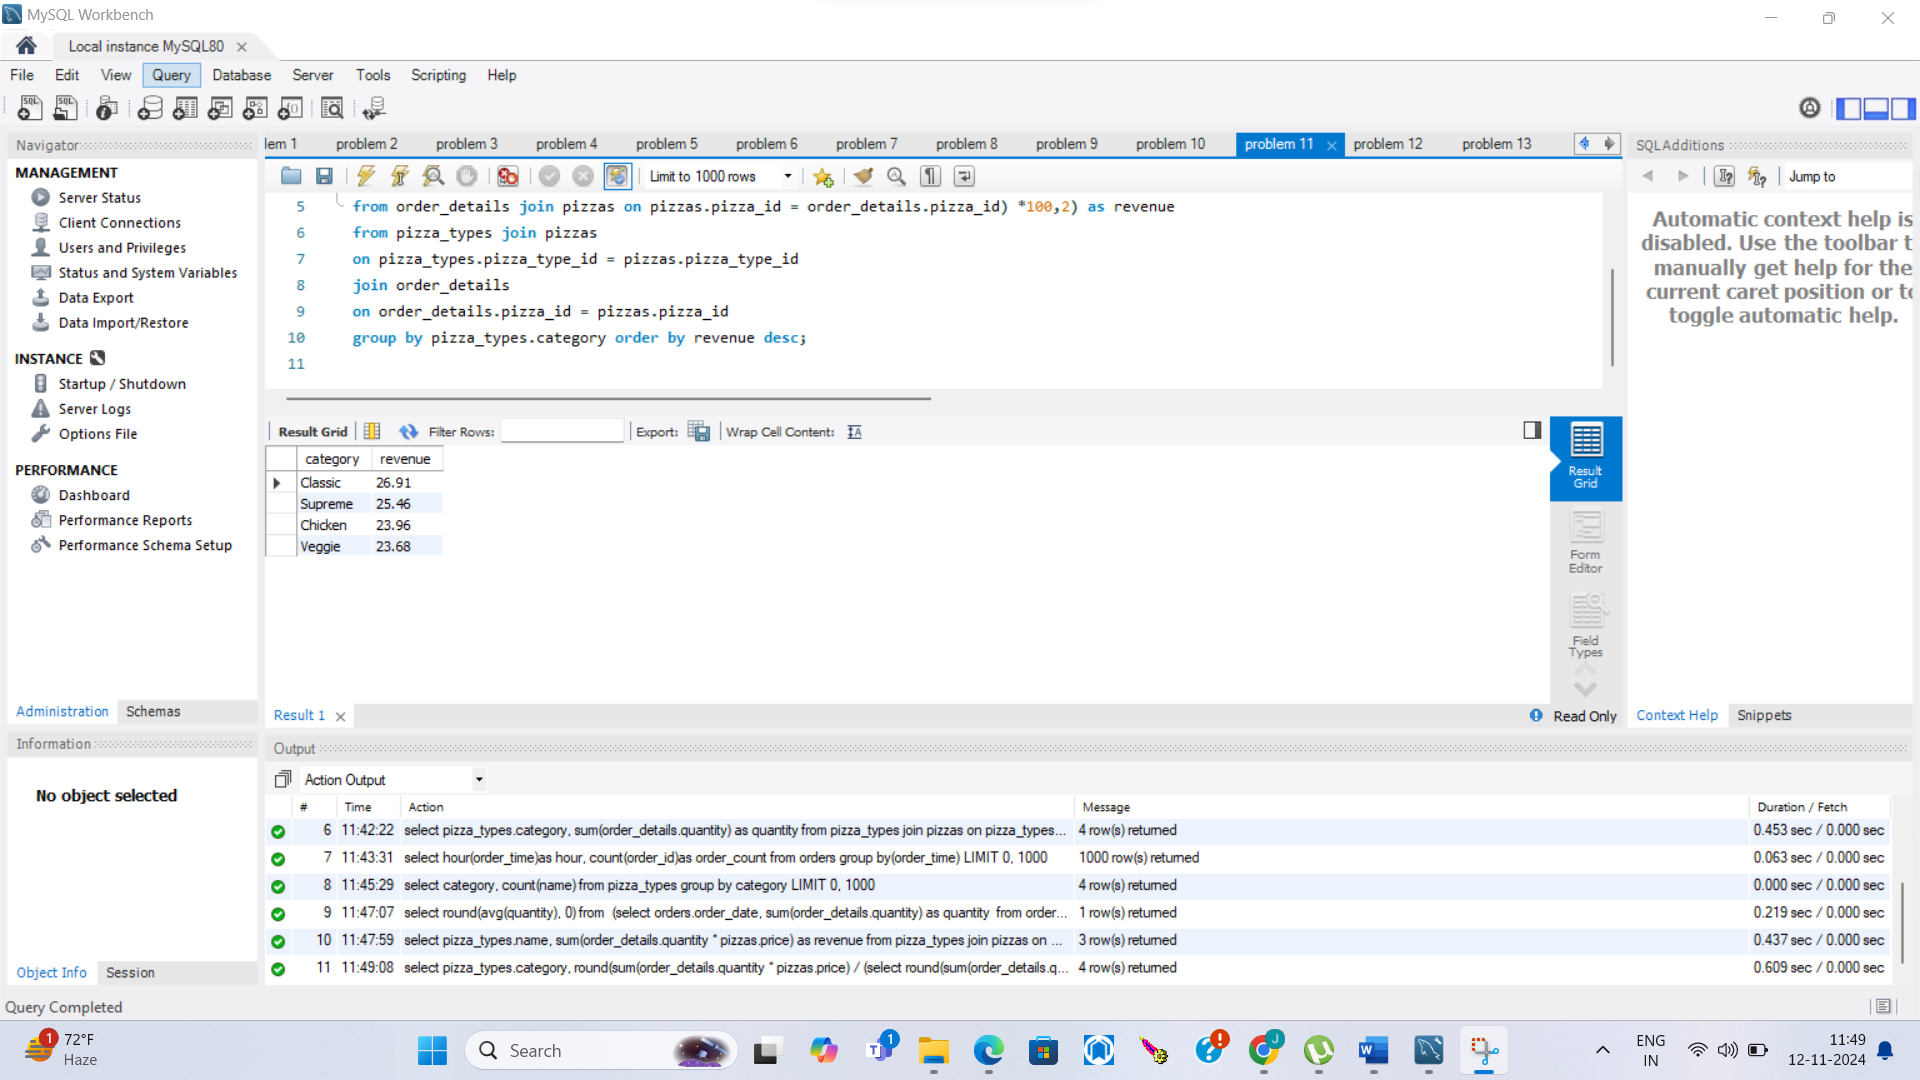 MySQL Workbench
Local instance MySQL80
File Edit View Query Database Server Tools Scripting Help
Navigator
MANAGEMENT
Server Status
Client Connections
Users and Privileges
Status and System Variables
Data Export
Data Import/Restore
INSTANCE
Startup / Shutdown
Server Logs
Options File
PERFORMANCE
Dashboard
Performance Reports
Performance Schema Setup
Administration Schemas
Information
No object selected
Object Info Session
Query Completed
lem 1 problem 2 problem 3 problem 4 problem 5 problem 6 problem 7 problem 8 problem 9 problem 10 problem 11 problem 12 problem 13
Limit to 1000 rows
5 from order_details join pizzas on pizzas.pizza_id = order_details.pizza_id) *100,2) as revenue
6 from pizza_types join pizzas
7 on pizza_types.pizza_type_id = pizzas.pizza_type_id
8 join order_details
9 on order_details.pizza_id = pizzas.pizza_id
10 group by pizza_types.category order by revenue desc;
11
Result Grid Filter Rows: Export: Wrap Cell Content:
category revenue
Classic 26.91
Supreme 25.46
Chicken 23.96
Veggie 23.68
Result
Grid
Form
Editor
Field
Types
Result 1
Read Only
SQLAdditions
Jump to
Automatic context help is
disabled. Use the toolbar t
manually get help for the
current caret position or to
toggle automatic help.
Context Help Snippets
Output
Action Output
# Time Action Message Duration / Fetch
6 11:42:22 select pizza_types.category, sum(order_details.quantity) as quantity from pizza_types join pizzas on pizza_types... 4 row(s) returned 0.453 sec / 0.000 sec
7 11:43:31 select hour(order_time)as hour, count(order_id)as order_count from orders group by(order_time) LIMIT 0, 1000 1000 row(s) returned 0.063 sec / 0.000 sec
8 11:45:29 select category, count(name) from pizza_types group by category LIMIT 0, 1000 4 row(s) returned 0.000 sec / 0.000 sec
9 11:47:07 select round(avg(quantity), 0) from (select orders.order_date, sum(order_details.quantity) as quantity from order... 1 row(s) returned 0.219 sec / 0.000 sec
10 11:47:59 select pizza_types.name, sum(order_details.quantity * pizzas.price) as revenue from pizza_types join pizzas on ... 3 row(s) returned 0.437 sec / 0.000 sec
11 11:49:08 select pizza_types.category, round(sum(order_details.quantity * pizzas.price) / (select round(sum(order_details.q... 4 row(s) returned 0.609 sec / 0.000 sec
1
72°F
Haze
Search
1
J
ENG
IN
11:49
12-11-2024